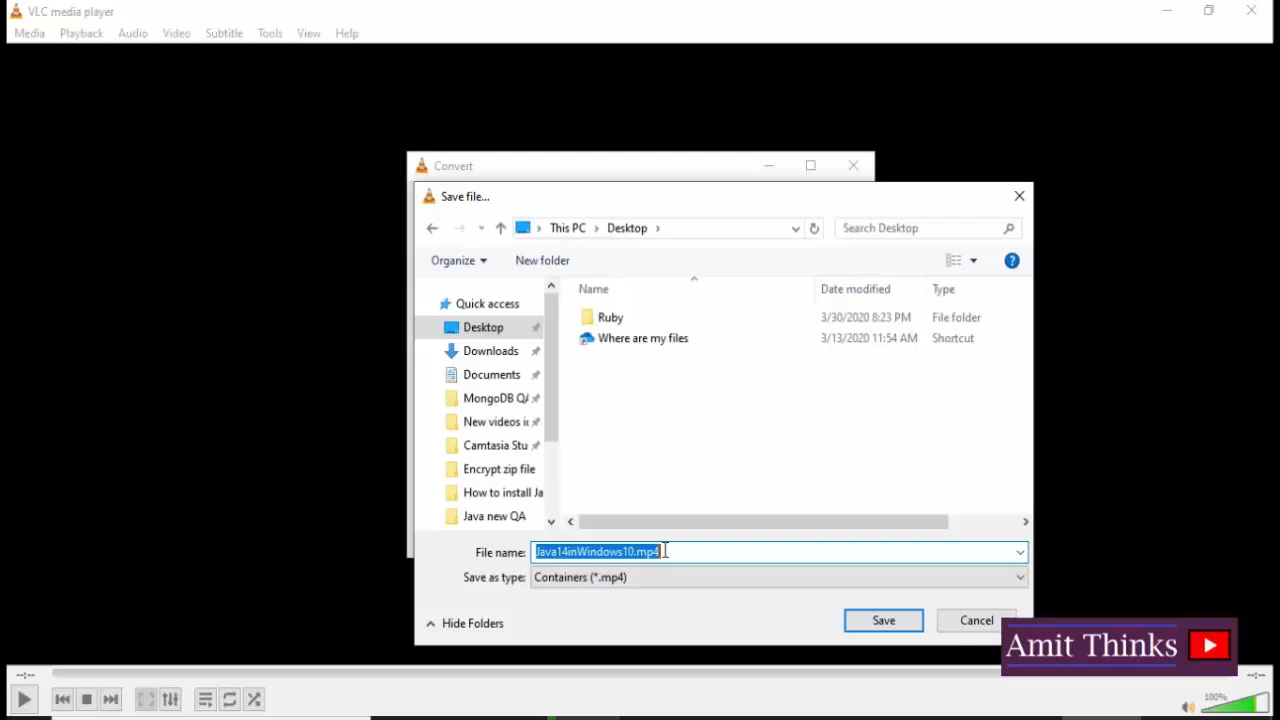 VLC media player
Media Playback Audio Video Subtitle Tools View Help
Convert
Save file...
This PC Desktop
Search Desktop
Organize New folder
Name Date modified Type
Quick access
Desktop
Downloads
Documents
MongoDB QA
New videos ic
Camtasia Stu
Encrypt zip file
How to install Ja
Java new QA
Ruby 3/30/2020 8:23 PM File folder
Where are my files 3/13/2020 11:54 AM Shortcut
File name: Java14inWindows10.mp4
Save as type: Containers (*.mp4)
Hide Folders
Save Cancel
Amit Thinks
--:-- --:--
100%